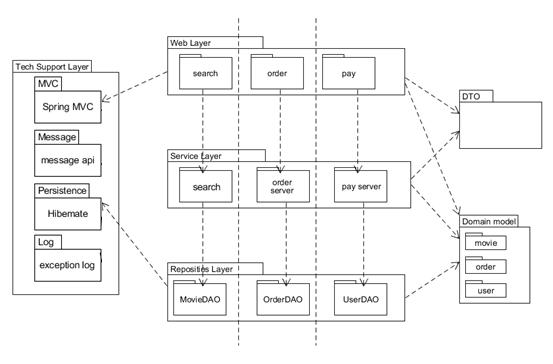 Web Layer
search
order
pay
Tech Support Layer
MVC
Spring MVC
Message
message api
Persistence
Hibemate
Log
exception log
Service Layer
search
order
server
pay server
Reposities Layer
MovieDAO
OrderDAO
UserDAO
DTO
Domain model
movie
order
user